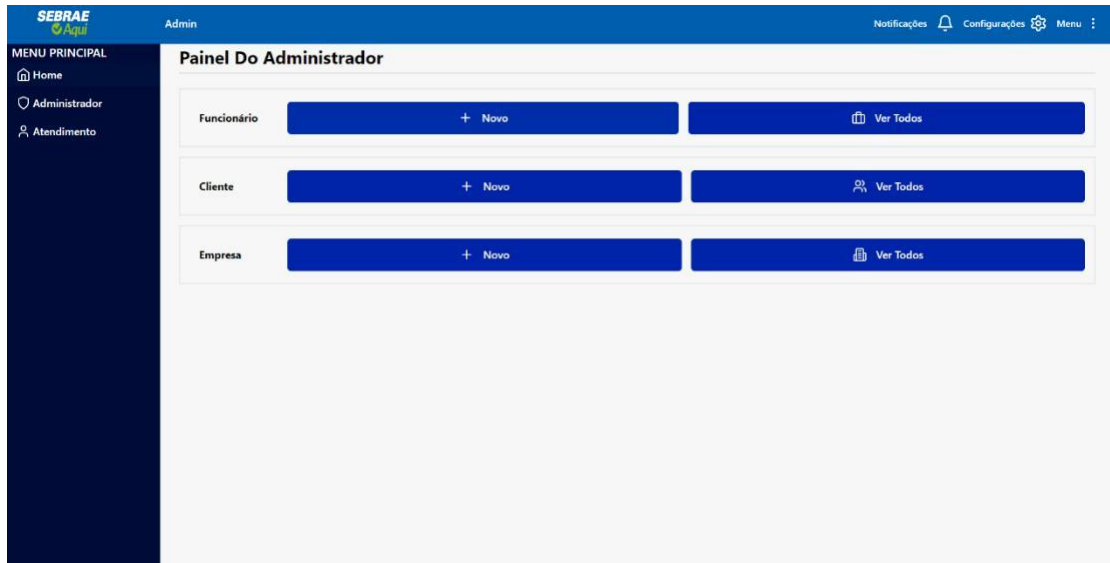 SEBRAE
Aqui
Admin
Notificações Configurações Menu
MENU PRINCIPAL
Home
Administrador
Atendimento
Painel Do Administrador
Funcionário + Novo Ver Todos
Cliente + Novo Ver Todos
Empresa + Novo Ver Todos